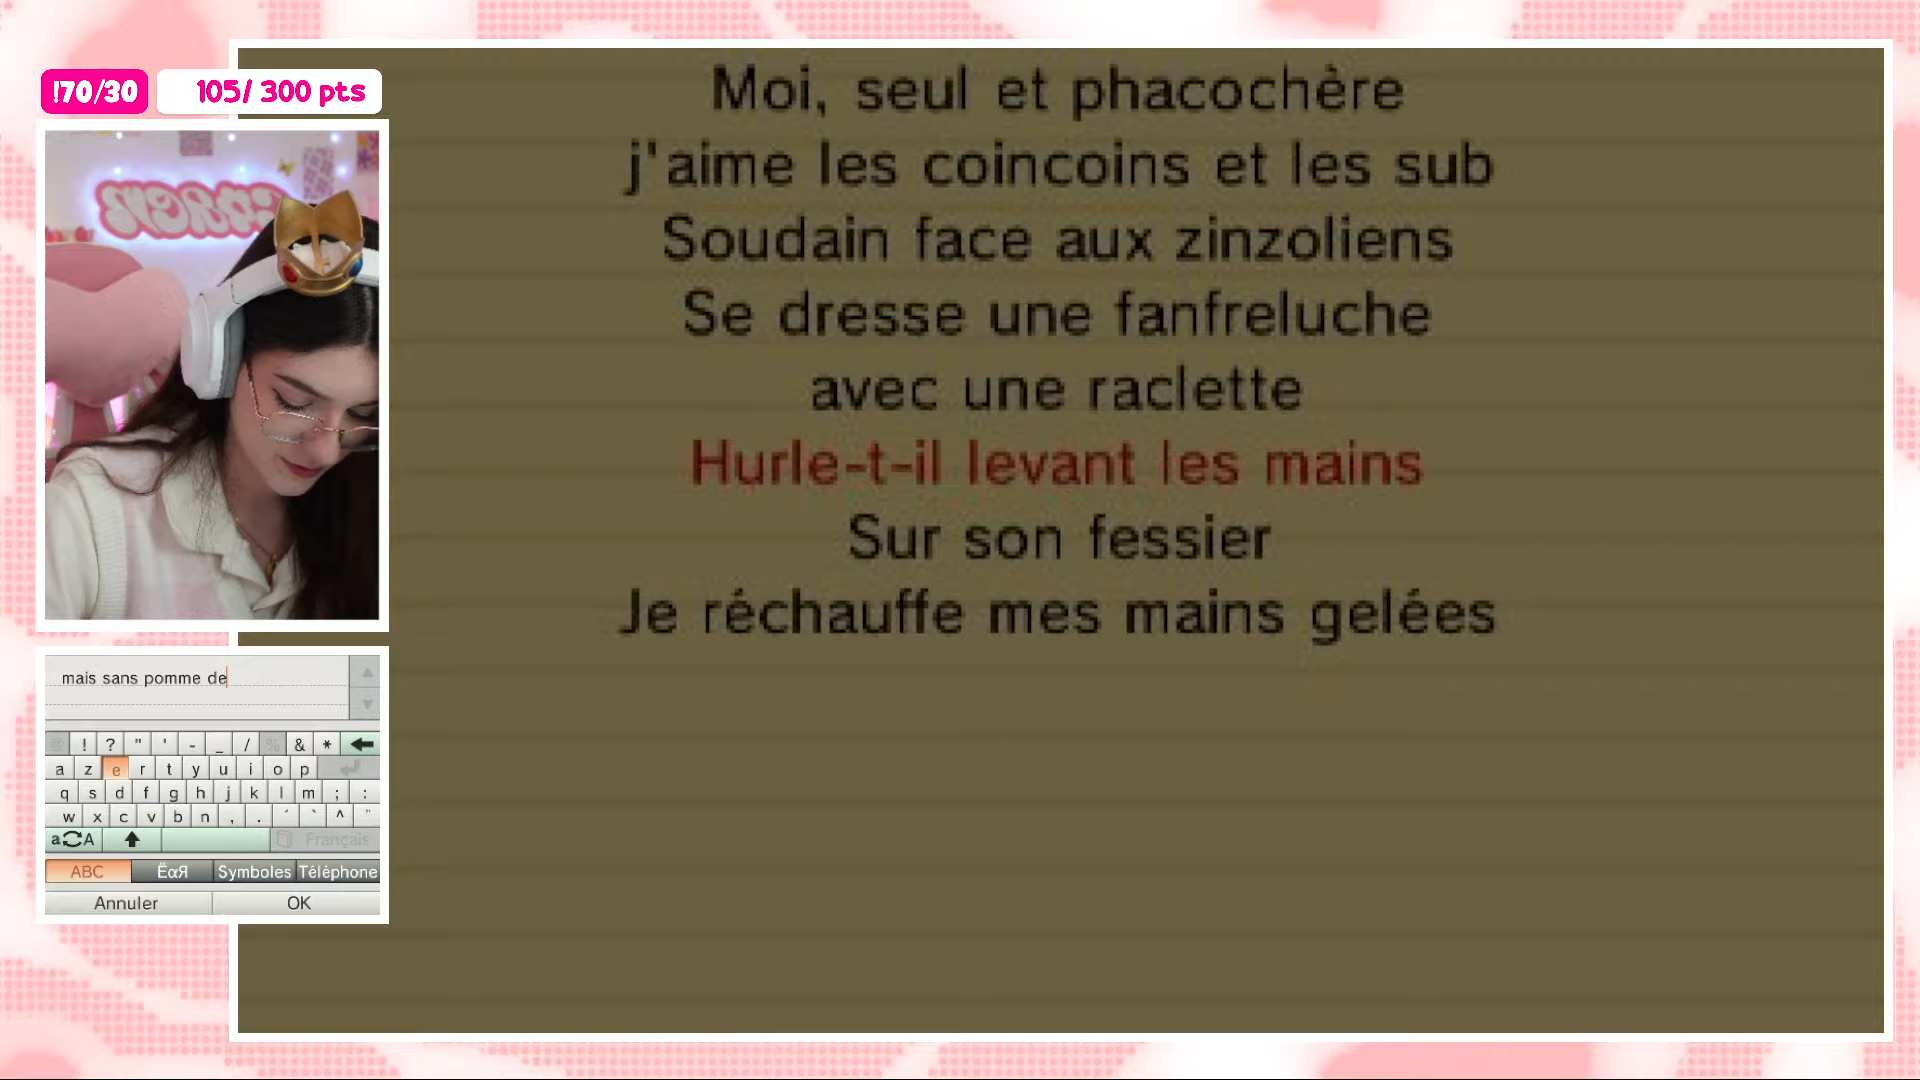 !70/30
105/ 300 pts
Moi, seul et phacochère
j'aime les coincoins et les sub
Soudain face aux zinzoliens
Se dresse une fanfreluche
avec une raclette
Hurle-t-il levant les mains
Sur son fessier
Je réchauffe mes mains gelées
mais sans pomme de
! ? " ' - _ / % & *
a z e r t y u i o p
q s d f g h j k l m ; :
w x c v b n , . ´ ` ^ ¨
a A Français
ABC ËαЯ Symboles Téléphone
Annuler OK